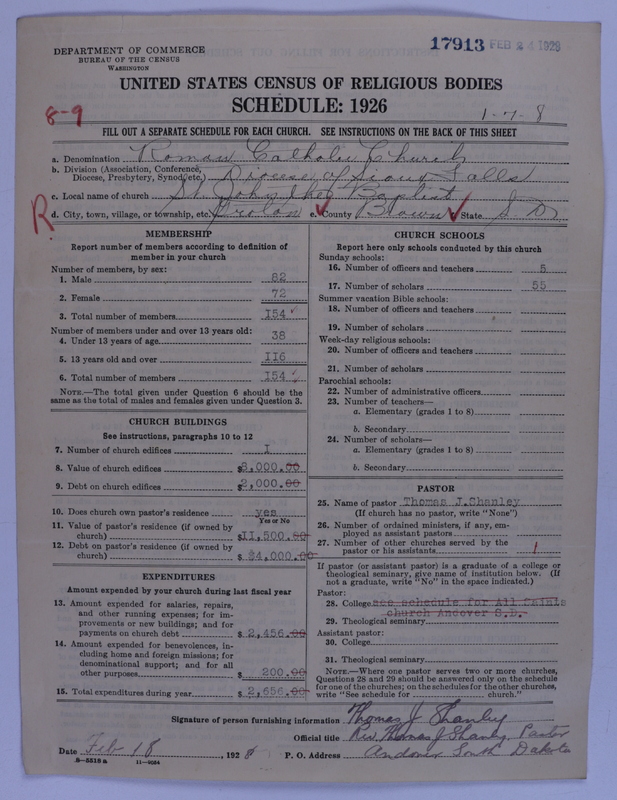 17913 FEB 24 1928
DEPARTMENT OF COMMERCE
BUREAU OF THE CENSUS
WASHINGTON
UNITED STATES CENSUS OF RELIGIOUS BODIES
SCHEDULE: 1926
8-9
1-7-8
FILL OUT A SEPARATE SCHEDULE FOR EACH CHURCH. SEE INSTRUCTIONS ON THE BACK OF THIS SHEET
a. Denomination Roman Catholic Church
b. Division (Association, Conference, Diocese, Presbytery, Synod, etc.) Diocese of Sioux Falls
c. Local name of church St. John the Baptist
R
d. City, town, village, or township, etc. Groton e. County Brown State S. D.
MEMBERSHIP
Report number of members according to definition of
member in your church
Number of members, by sex:
1. Male 82
2. Female 72
3. Total number of members 154
Number of members under and over 13 years old:
4. Under 13 years of age 38
5. 13 years old and over 116
6. Total number of members 154
NOTE.—The total given under Question 6 should be
same as the total of males and females given under Question 3.
CHURCH BUILDINGS
See instructions, paragraphs 10 to 12
7. Number of church edifices 1
8. Value of church edifices $8,000.00
9. Debt on church edifices $2,000.00
10. Does church own pastor's residence yes
Yes or No
11. Value of pastor's residence (if owned by
church) $11,500.00
12. Debt on pastor's residence (if owned by
church) $ $4,000.00
EXPENDITURES
Amount expended by your church during last fiscal year
13. Amount expended for salaries, repairs,
and other running expenses; for im-
provements or new buildings; and for
payments on church debt $ 2,456.00
14. Amount expended for benevolences, in-
cluding home and foreign missions; for
denominational support; and for all
other purposes $ 200.00
15. Total expenditures during year $ 2,656.00
CHURCH SCHOOLS
Report here only schools conducted by this church
Sunday schools:
16. Number of officers and teachers 5
17. Number of scholars 55
Summer vacation Bible schools:
18. Number of officers and teachers
19. Number of scholars
Week-day religious schools:
20. Number of officers and teachers
21. Number of scholars
Parochial schools:
22. Number of administrative officers
23. Number of teachers—
a. Elementary (grades 1 to 8)
b. Secondary
24. Number of scholars—
a. Elementary (grades 1 to 8)
b. Secondary
PASTOR
25. Name of pastor Thomas J.Shanley
(If church has no pastor, write "None")
26. Number of ordained ministers, if any, em-
ployed as assistant pastors
27. Number of other churches served by the
pastor or his assistants 1
If pastor (or assistant pastor) is a graduate of a college or
theological seminary, give name of institution below. (If
not a graduate, write "No" in the space indicated.)
Pastor:
28. College see schedule for All Saints
church Andover S.D.
29. Theological seminary
Assistant pastor:
30. College
31. Theological seminary
NOTE.—Where one pastor serves two or more churches,
Questions 28 and 29 should be answered only on the schedule
for one of the churches; on the schedules for the other churches,
write "See schedule for church."
Signature of person furnishing information Thomas J Shanley
Official title Rev. Thomas J Shanley Pastor
Date Feb 18, 1928 P. O. Address Andover South Dakota
8-5518 a 11-9054